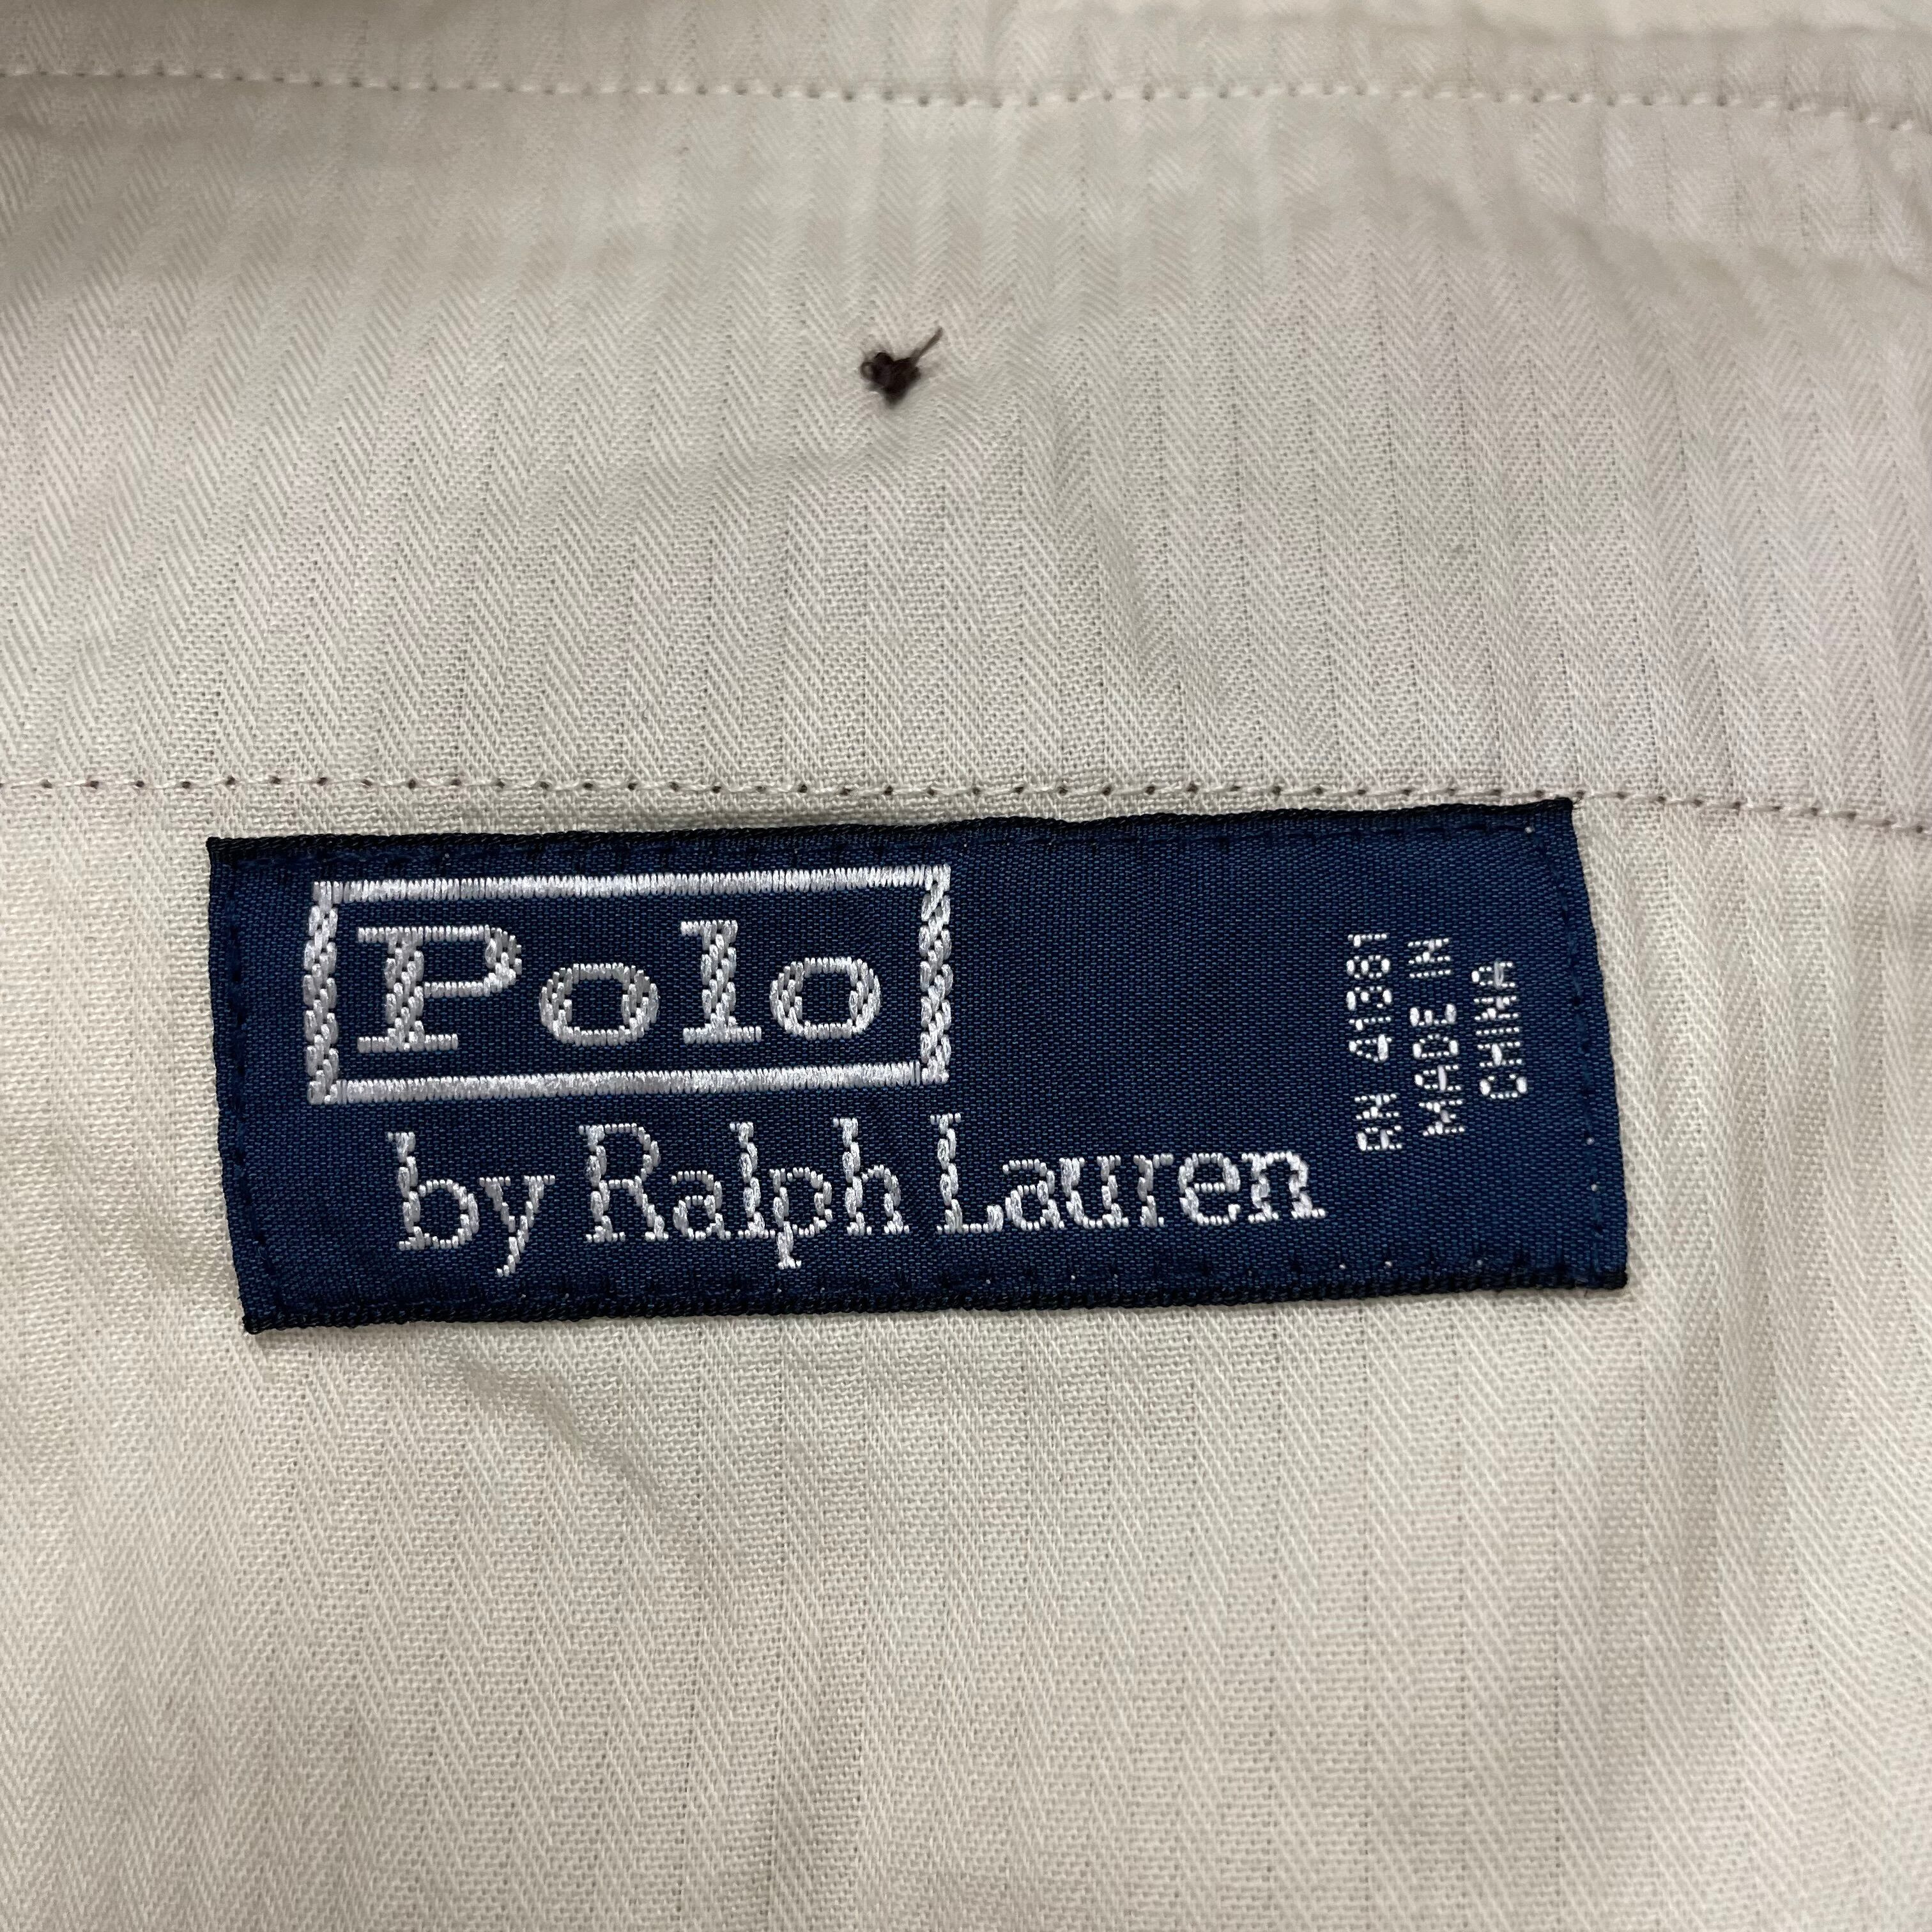 Polo
by Ralph Lauren
RN 41381
MADE IN
CHINA